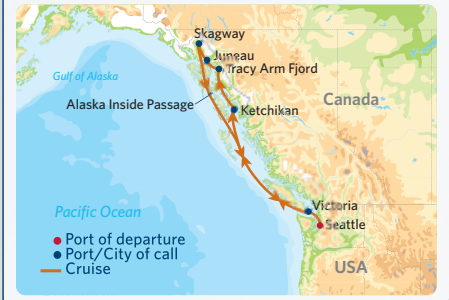 Skagway
Juneau
Tracy Arm Fjord
Gulf of Alaska
Alaska Inside Passage
Canada
Ketchikan
Pacific Ocean
Victoria
Seattle
Port of departure
Port/City of call
Cruise
USA